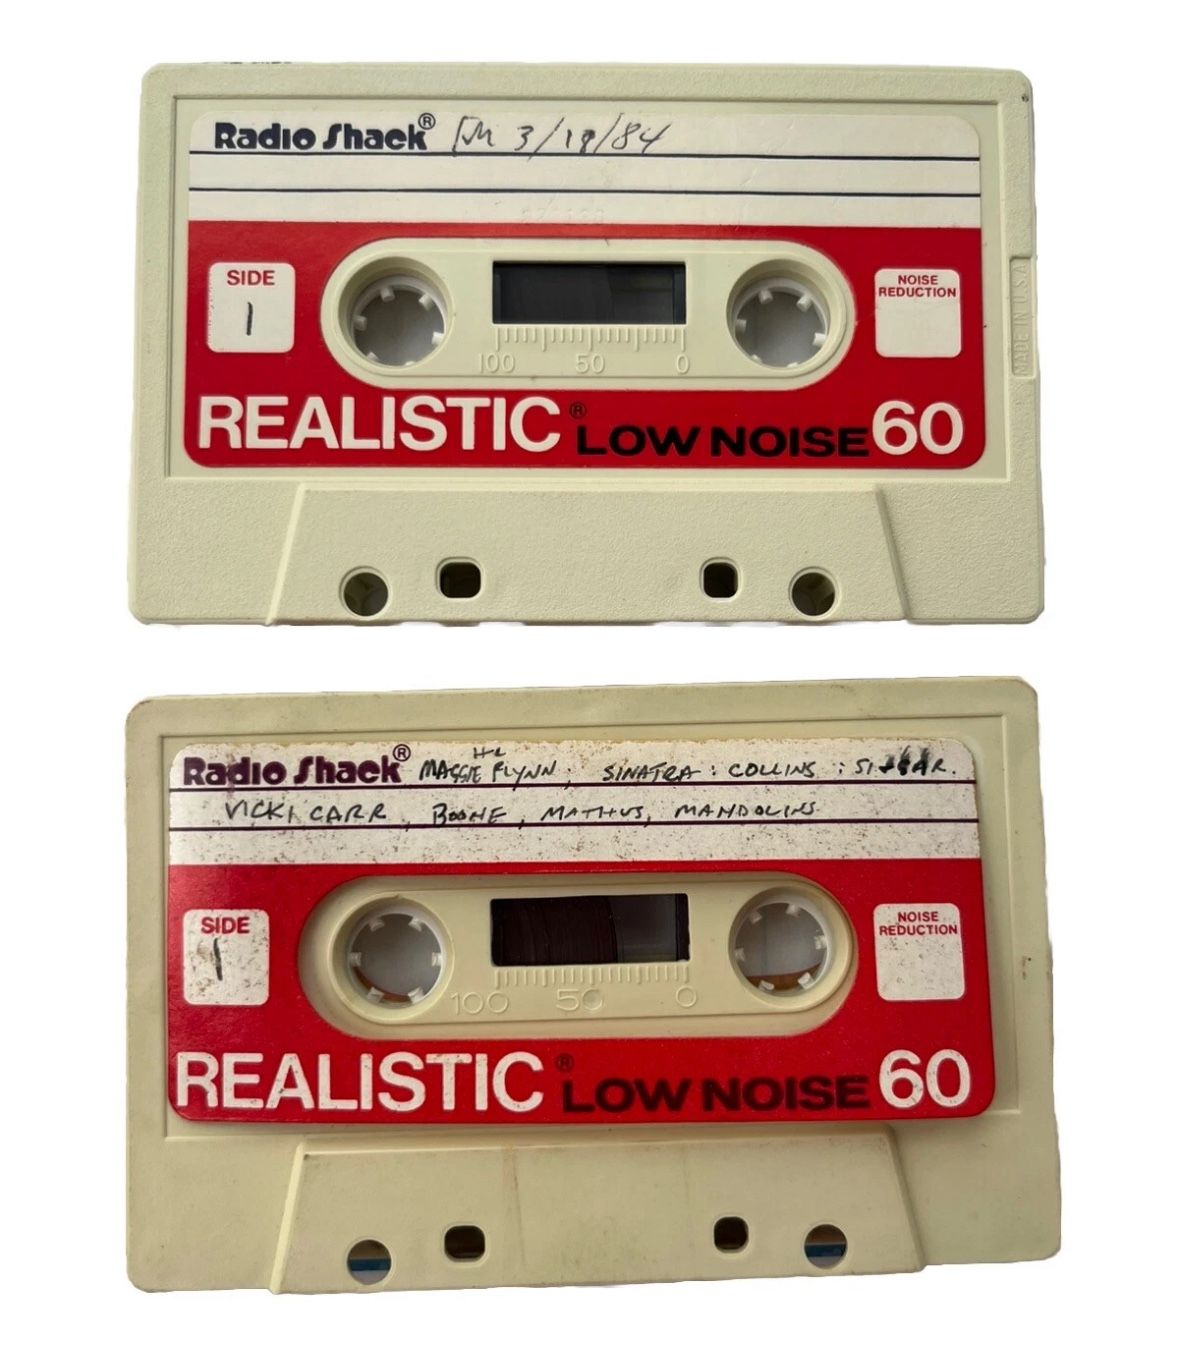 Radio Shack® FM 3/18/84
SIDE
1
NOISE
REDUCTION
MADE IN U.S.A
100 50 0
REALISTIC® LOW NOISE 60
HL
Radio Shack® MAGGIE FLYNN, SINATRA: COLLINS:
VICKI CARR, BOONE, MATHIS, MANDOLINS
SIDE
1
NOISE
REDUCTION
100 50 0
REALISTIC® LOW NOISE 60